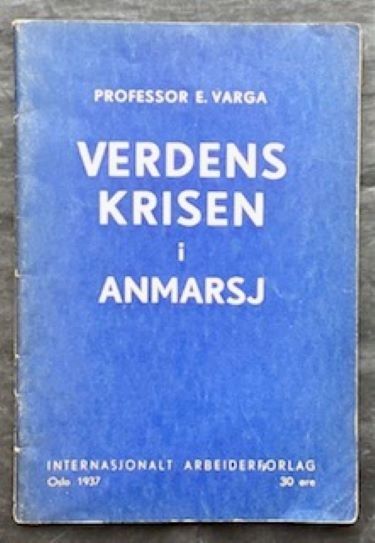 PROFESSOR E. VARGA
VERDENS
KRISEN
i
ANMARSJ
INTERNASJONALT ARBEIDERFORLAG
Oslo 1937 30 øre